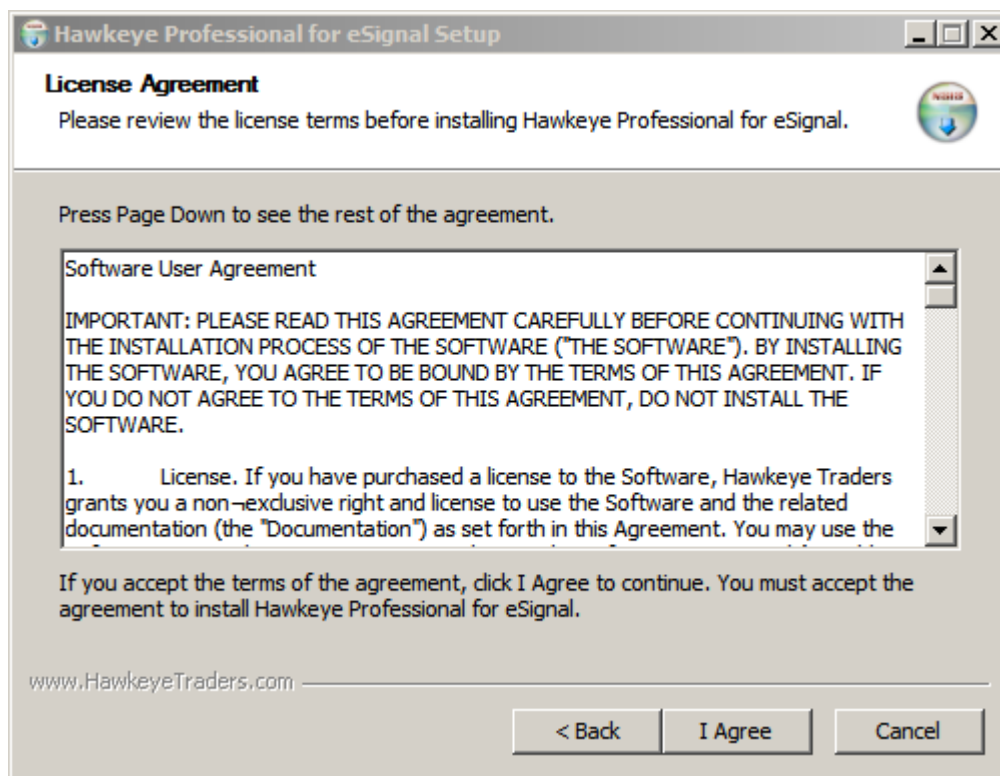 Hawkeye Professional for eSignal Setup
License Agreement
Please review the license terms before installing Hawkeye Professional for eSignal.
Press Page Down to see the rest of the agreement.
Software User Agreement
IMPORTANT: PLEASE READ THIS AGREEMENT CAREFULLY BEFORE CONTINUING WITH
THE INSTALLATION PROCESS OF THE SOFTWARE ("THE SOFTWARE"). BY INSTALLING
THE SOFTWARE, YOU AGREE TO BE BOUND BY THE TERMS OF THIS AGREEMENT. IF
YOU DO NOT AGREE TO THE TERMS OF THIS AGREEMENT, DO NOT INSTALL THE
SOFTWARE.
1. License. If you have purchased a license to the Software, Hawkeye Traders
grants you a non¬exclusive right and license to use the Software and the related
documentation (the "Documentation") as set forth in this Agreement. You may use the
If you accept the terms of the agreement, click I Agree to continue. You must accept the
agreement to install Hawkeye Professional for eSignal.
www.HawkeyeTraders.com
< Back
I Agree
Cancel